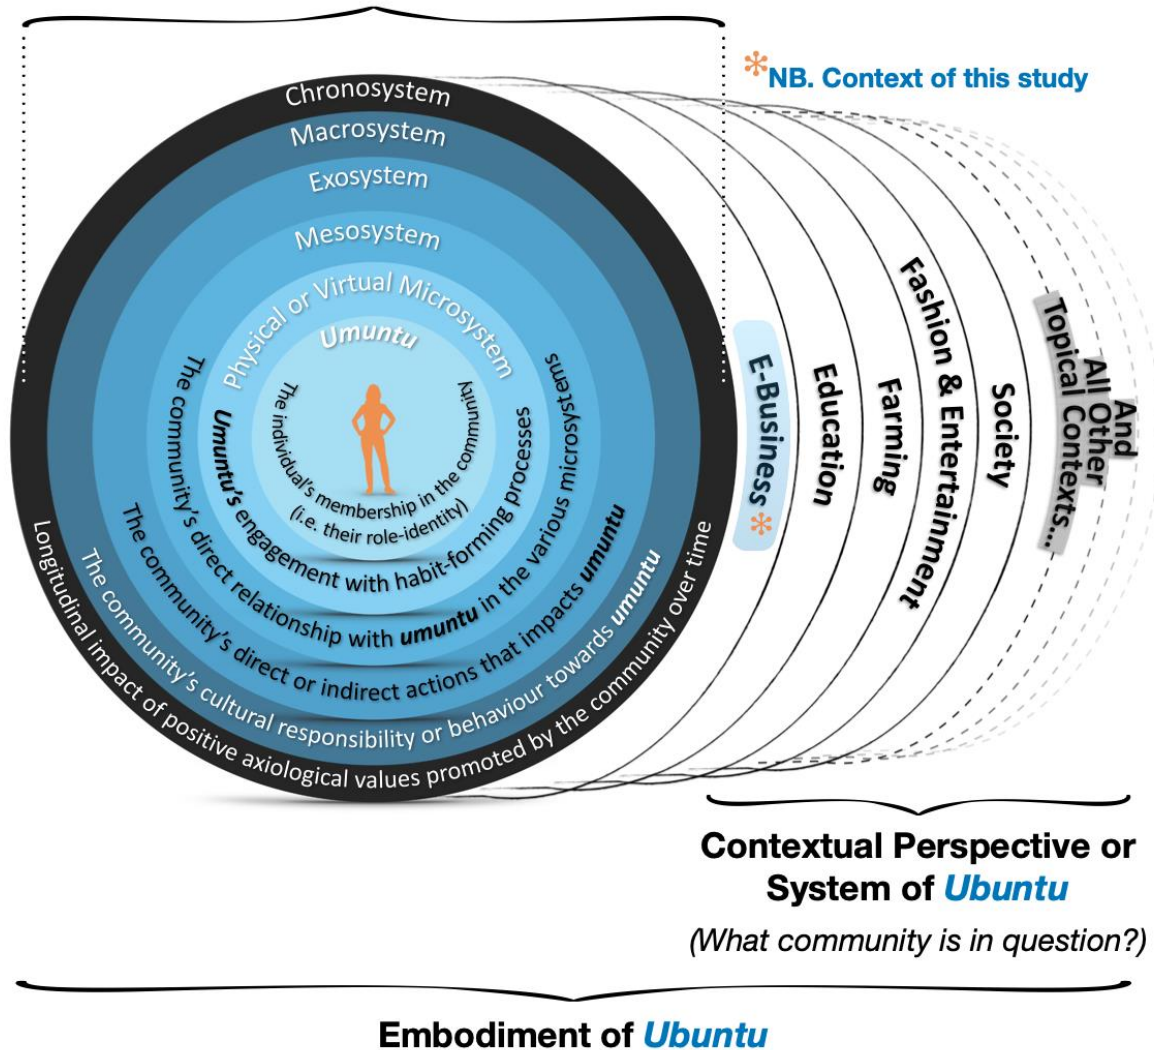 *NB. Context of this study
Chronosystem
Macrosystem
Exosystem
Mesosystem
Physical or Virtual Microsystem
Umuntu
The individual's membership in the community
(i.e. their role-identity)
Umuntu's engagement with habit-forming processes
The community's direct relationship with umuntu in the various microsystems
The community's direct or indirect actions that impacts umuntu
The community's cultural responsibility or behaviour towards umuntu
Longitudinal impact of positive axiological values promoted by the community over time
E-Business *
Education
Farming
Fashion & Entertainment
Society
And
All Other
Topical Contexts...
Contextual Perspective or
System of Ubuntu
(What community is in question?)
Embodiment of Ubuntu